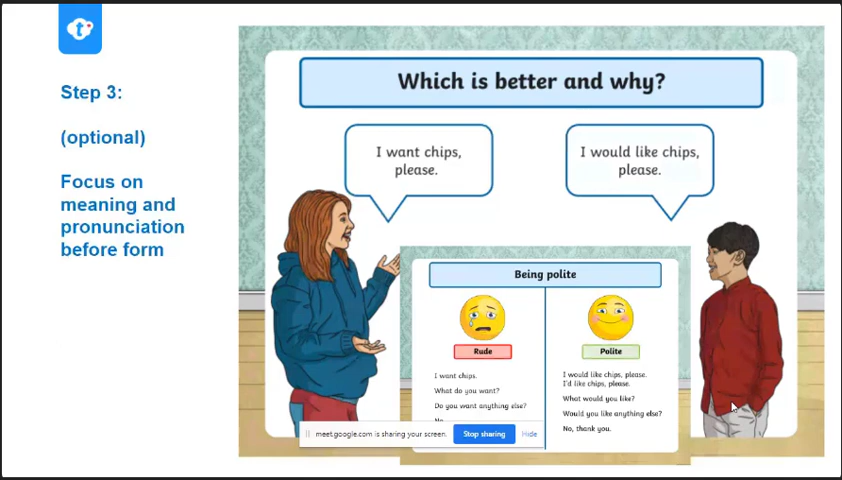 t
Step 3:
(optional)
Focus on
meaning and
pronunciation
before form
Which is better and why?
I want chips,
please.
I would like chips,
please.
Being polite
Rude
Polite
I want chips.
What do you want?
Do you want anything else?
I would like chips, please.
I'd like chips, please.
What would you like?
Would you like anything else?
No, thank you.
meet.google.com is sharing your screen.
Stop sharing
Hide